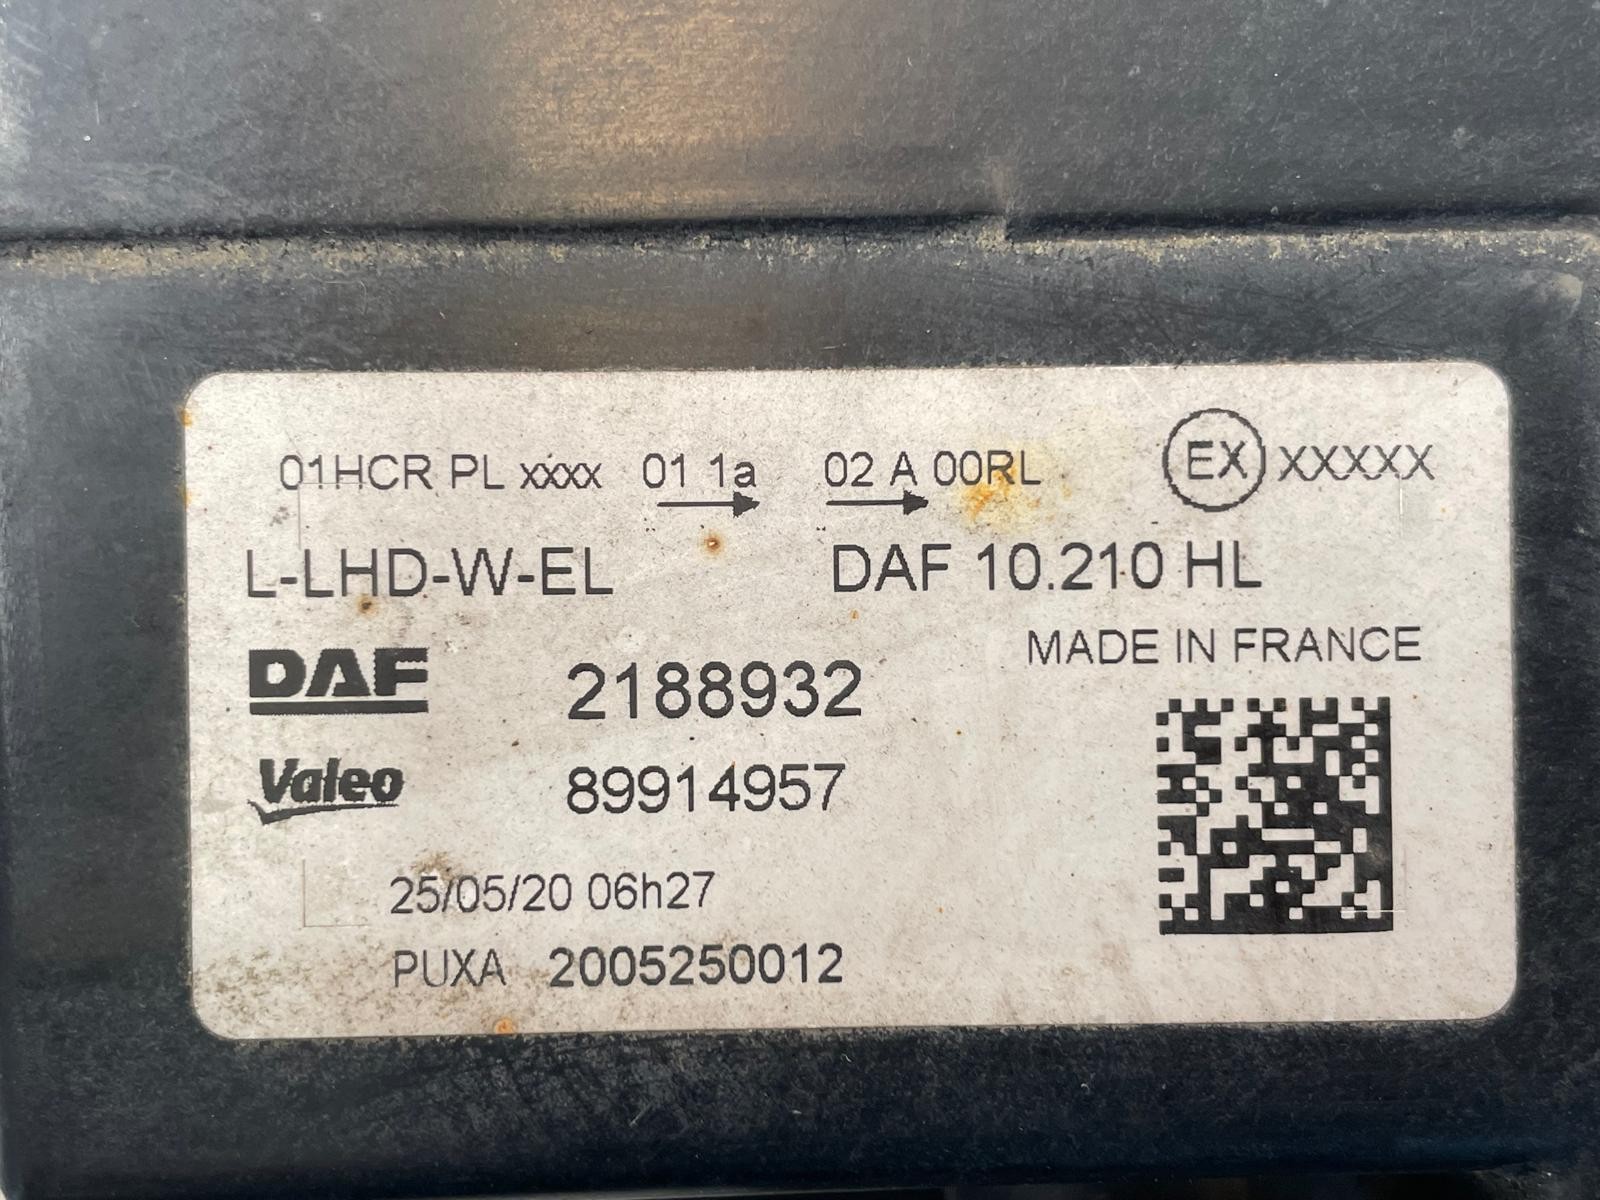 01HCR PL xxxx 01 1a 02 A 00RL EX XXXXX
L-LHD-W-EL DAF 10.210 HL
MADE IN FRANCE
DAF 2188932
Valeo 89914957
25/05/20 06h27
PUXA 2005250012